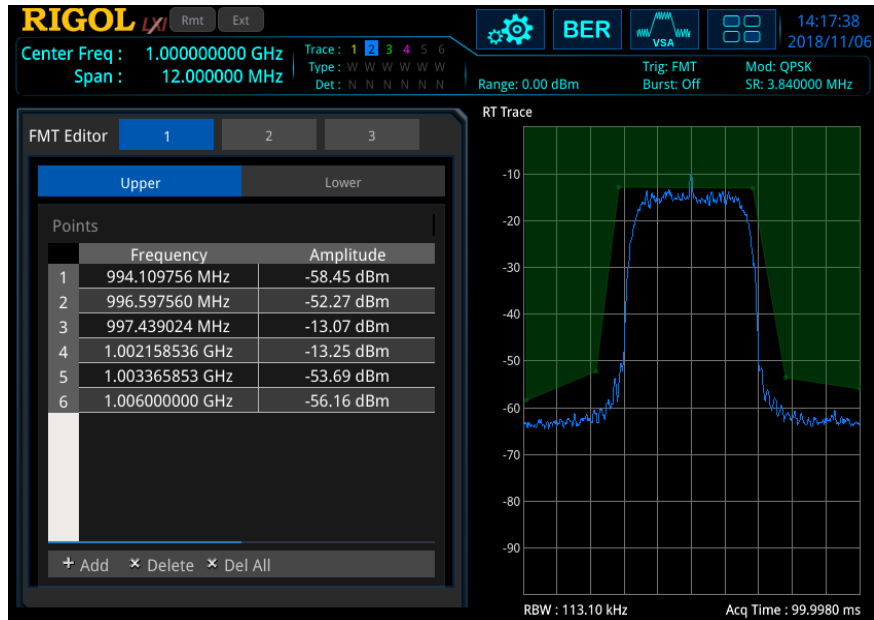 RIGOL LXI Rmt Ext
BER VSA 14:17:38
2018/11/06
Center Freq : 1.000000000 GHz
Span : 12.000000 MHz
Trace : 1 2 3 4 5 6
Type : W W W W W W
Det : N N N N N N
Range: 0.00 dBm
Trig: FMT
Burst: Off
Mod: QPSK
SR: 3.840000 MHz
FMT Editor 1 2 3
Upper Lower
Points
Frequency Amplitude
1 994.109756 MHz -58.45 dBm
2 996.597560 MHz -52.27 dBm
3 997.439024 MHz -13.07 dBm
4 1.002158536 GHz -13.25 dBm
5 1.003365853 GHz -53.69 dBm
6 1.006000000 GHz -56.16 dBm
+ Add × Delete × Del All
RT Trace
-10
-20
-30
-40
-50
-60
-70
-80
-90
RBW : 113.10 kHz Acq Time : 99.9980 ms